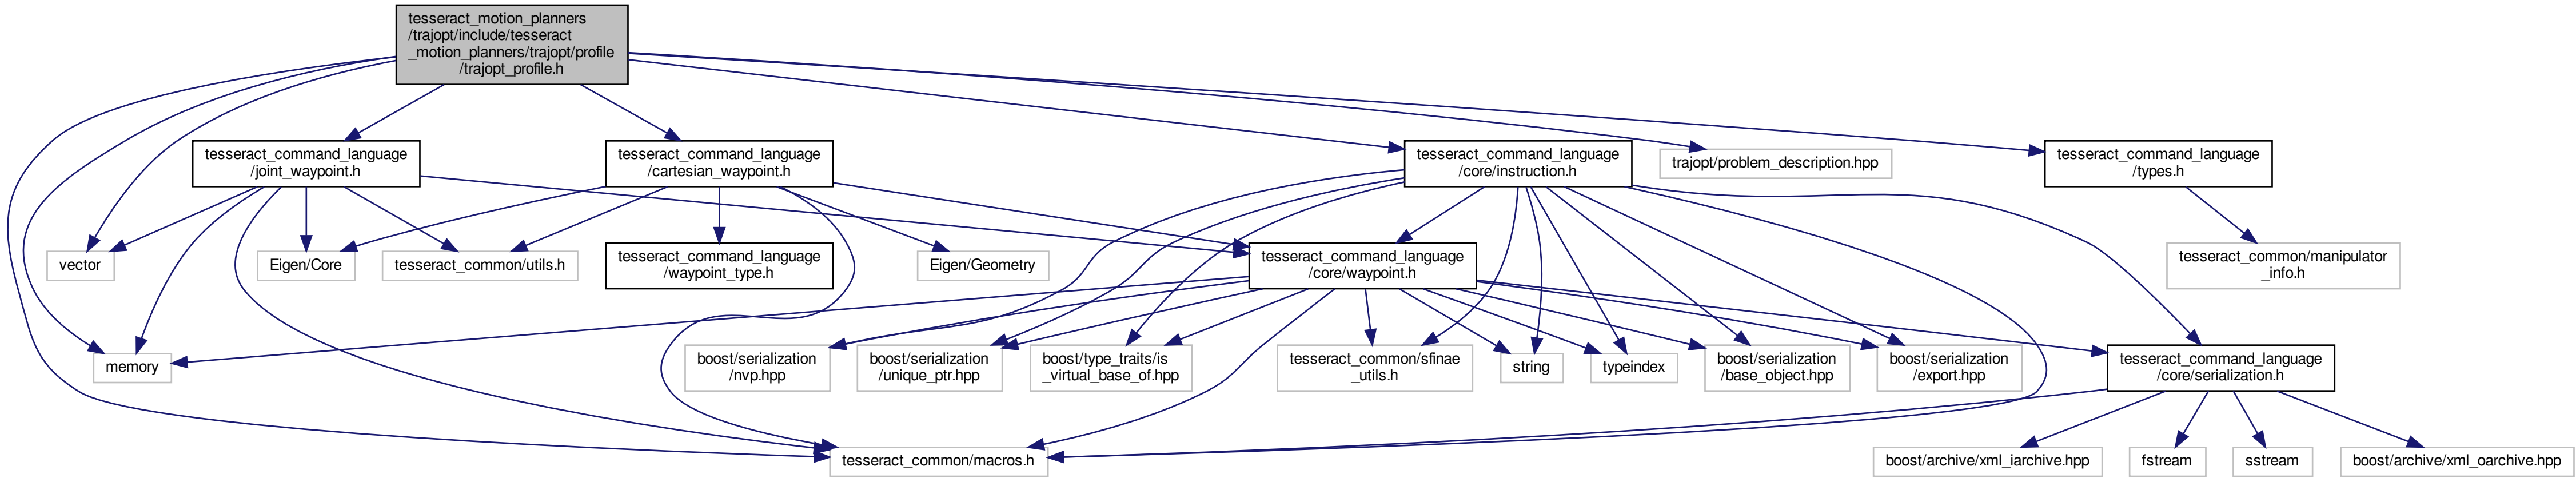 tesseract_motion_planners
/trajopt/include/tesseract
_motion_planners/trajopt/profile
/trajopt_profile.h
tesseract_command_language
/joint_waypoint.h
tesseract_command_language
/cartesian_waypoint.h
tesseract_command_language
/core/instruction.h
trajopt/problem_description.hpp
tesseract_command_language
/types.h
vector
Eigen/Core
tesseract_common/utils.h
tesseract_command_language
/waypoint_type.h
Eigen/Geometry
tesseract_command_language
/core/waypoint.h
tesseract_common/manipulator
_info.h
memory
boost/serialization
/nvp.hpp
boost/serialization
/unique_ptr.hpp
boost/type_traits/is
_virtual_base_of.hpp
tesseract_common/sfinae
_utils.h
string
typeindex
boost/serialization
/base_object.hpp
boost/serialization
/export.hpp
tesseract_command_language
/core/serialization.h
tesseract_common/macros.h
boost/archive/xml_iarchive.hpp
fstream
sstream
boost/archive/xml_oarchive.hpp